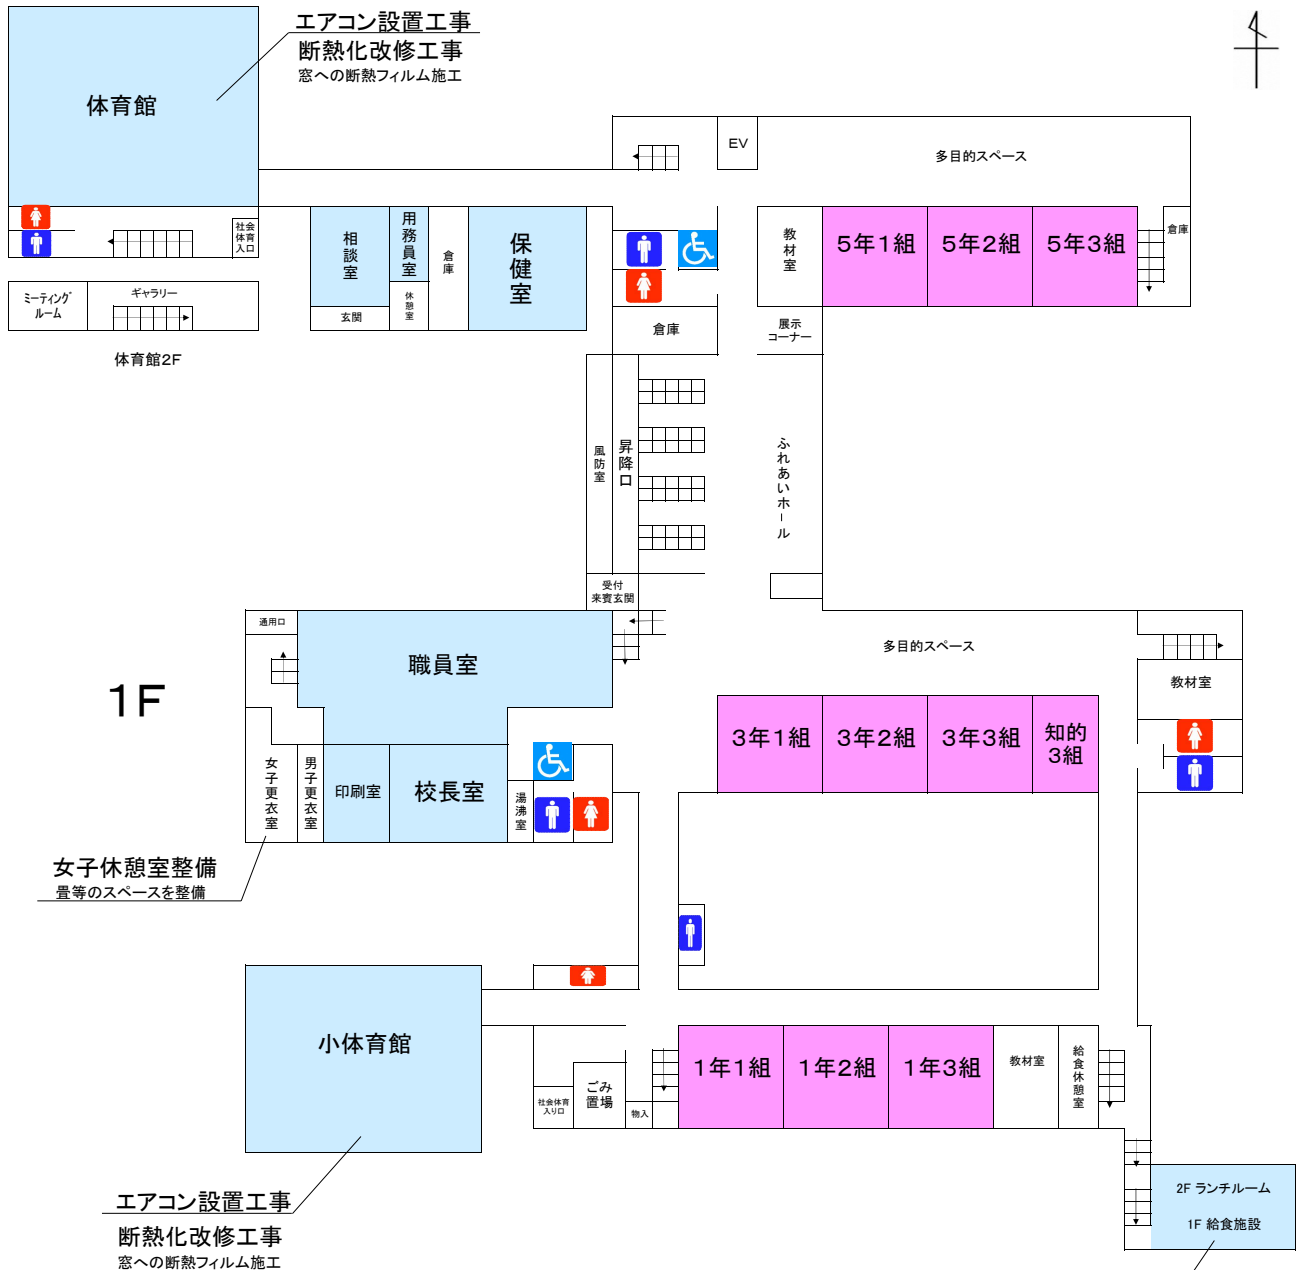 エアコン設置工事
断熱化改修工事
窓への断熱フィルム施工
体育館
EV
多目的スペース
社会
体育
入口
相談室
用務員室
倉庫
保健室
教材室
5年1組
5年2組
5年3組
倉庫
ミーティング
ルーム
ギャラリー
玄関
休憩室
倉庫
展示
コーナー
体育館2F
風防室
昇降口
ふれあいホール
受付
来賓玄関
通用口
職員室
多目的スペース
1F
教材室
3年1組
3年2組
3年3組
知的
3組
女子更衣室
男子更衣室
印刷室
校長室
湯沸室
女子休憩室整備
畳等のスペースを整備
小体育館
1年1組
1年2組
1年3組
教材室
給食休憩室
ごみ
置場
社会体育
入り口
物入
エアコン設置工事
断熱化改修工事
窓への断熱フィルム施工
2F ランチルーム
1F 給食施設